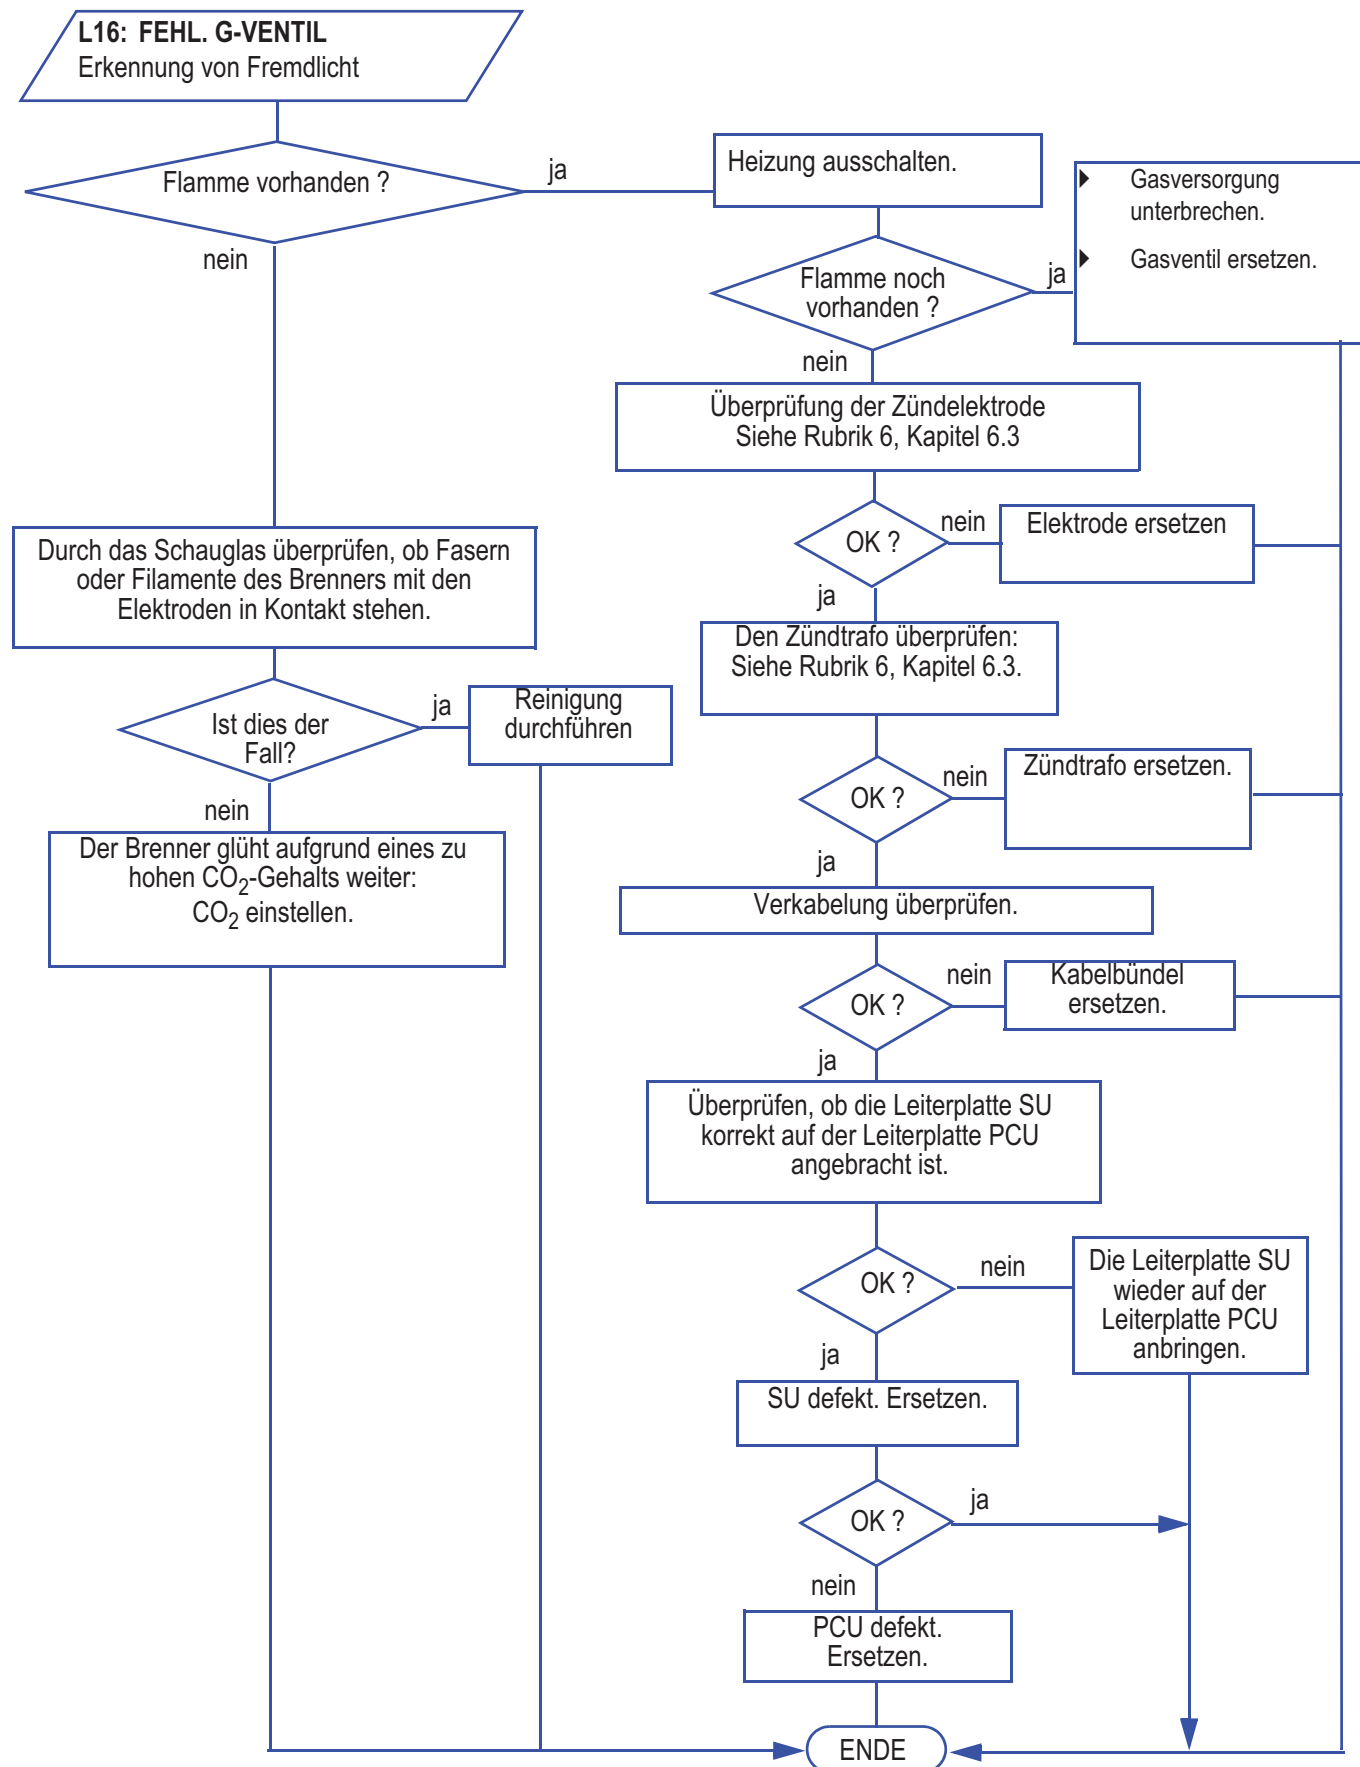 L16: FEHL. G-VENTIL
Erkennung von Fremdlicht
Flamme vorhanden ?
ja
Heizung ausschalten.
Gasversorgung
unterbrechen.
Gasventil ersetzen.
nein
Flamme noch
vorhanden ?
ja
nein
Überprüfung der Zündelektrode
Siehe Rubrik 6, Kapitel 6.3
OK ?
nein
Elektrode ersetzen
ja
Durch das Schauglas überprüfen, ob Fasern
oder Filamente des Brenners mit den
Elektroden in Kontakt stehen.
Den Zündtrafo überprüfen:
Siehe Rubrik 6, Kapitel 6.3.
Ist dies der
Fall?
ja
Reinigung
durchführen
nein
OK ?
nein
Zündtrafo ersetzen.
ja
Der Brenner glüht aufgrund eines zu
hohen CO2-Gehalts weiter:
CO2 einstellen.
Verkabelung überprüfen.
OK ?
nein
Kabelbündel
ersetzen.
ja
Überprüfen, ob die Leiterplatte SU
korrekt auf der Leiterplatte PCU
angebracht ist.
OK ?
nein
Die Leiterplatte SU
wieder auf der
Leiterplatte PCU
anbringen.
ja
SU defekt. Ersetzen.
OK ?
ja
nein
PCU defekt.
Ersetzen.
ENDE